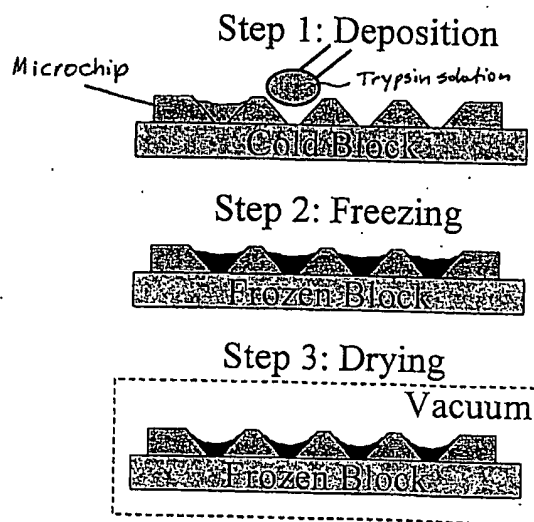 Step 1: Deposition
Microchip
Trypsin solution
Cold Block
Step 2: Freezing
Frozen Block
Step 3: Drying
Vacuum
Frozen Block